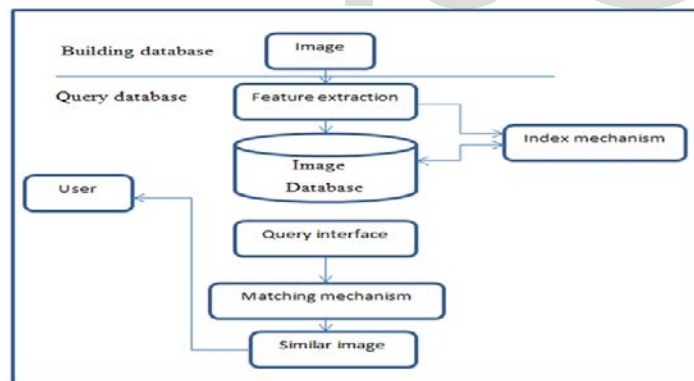 Image
Building database
Query database
Feature extraction
Index mechanism
Image
Database
User
Query interface
Matching mechanism
Similar image